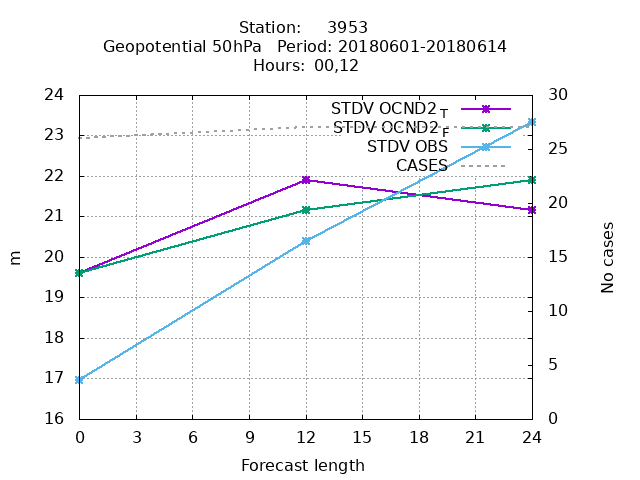 Station: 3953
Geopotential 50hPa Period: 20180601-20180614
Hours: 00,12
STDV OCND2 T
STDV OCND2 F
STDV OBS
CASES
24
23
22
21
20
19
18
17
16
m
30
25
20
15
10
5
0
No cases
0 3 6 9 12 15 18 21 24
Forecast length